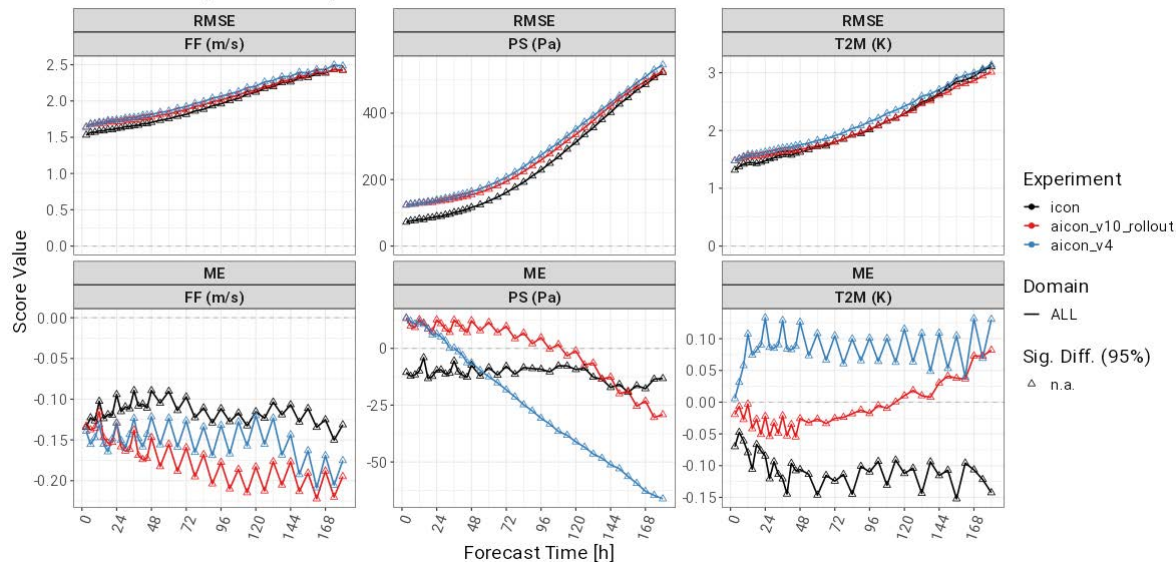 RMSE
RMSE
RMSE
FF (m/s)
PS (Pa)
T2M (K)
2.5
2.0
1.5
1.0
0.5
0.0
400
200
0
3
2
1
0
Score Value
ME
ME
ME
FF (m/s)
PS (Pa)
T2M (K)
0.00
-0.05
-0.10
-0.15
-0.20
0
-25
-50
0.10
0.05
0.00
-0.05
-0.10
-0.15
0 24 48 72 96 120 144 168
0 24 48 72 96 120 144 168
0 24 48 72 96 120 144 168
Forecast Time [h]
Experiment
icon
aicon_v10_rollout
aicon_v4
Domain
ALL
Sig. Diff. (95%)
n.a.